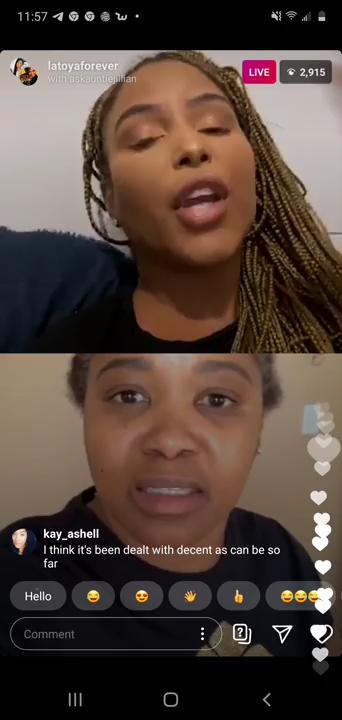 11:57
latoyaforever
with askauntiejillian
LIVE
2,915
kay_ashell
I think it's been dealt with decent as can be so
far
Hello
Comment